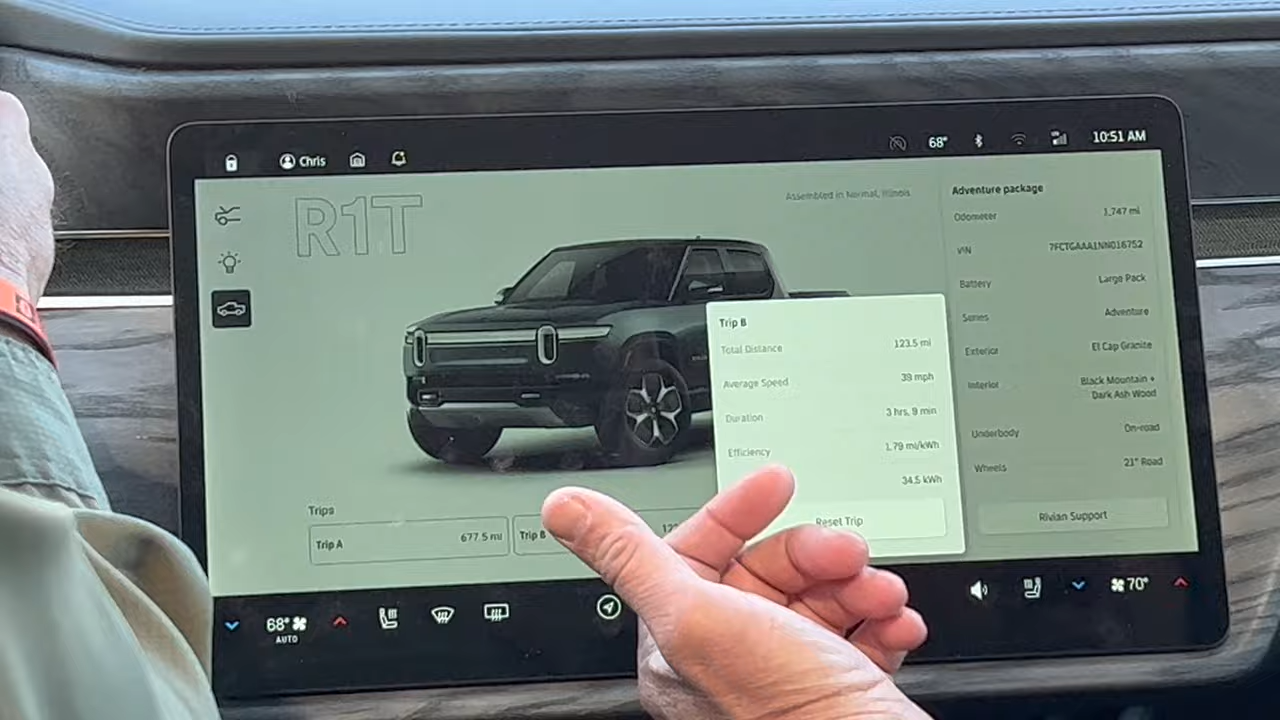 Chris
68°
10:51 AM
R1T
Assembled in Normal, Illinois
Adventure package
Odometer 1,747 mi
VIN 7FCTGAAA1NN016752
Battery Large Pack
Series Adventure
Exterior El Cap Granite
Interior Black Mountain +
Dark Ash Wood
Underbody On-road
Wheels 21" Road
Rivian Support
Trip B
Total Distance 123.5 mi
Average Speed 39 mph
Duration 3 hrs, 9 min
Efficiency 1.79 mi/kWh
34.5 kWh
Reset Trip
Trips
Trip A 677.5 mi
Trip B
68°
AUTO
70°